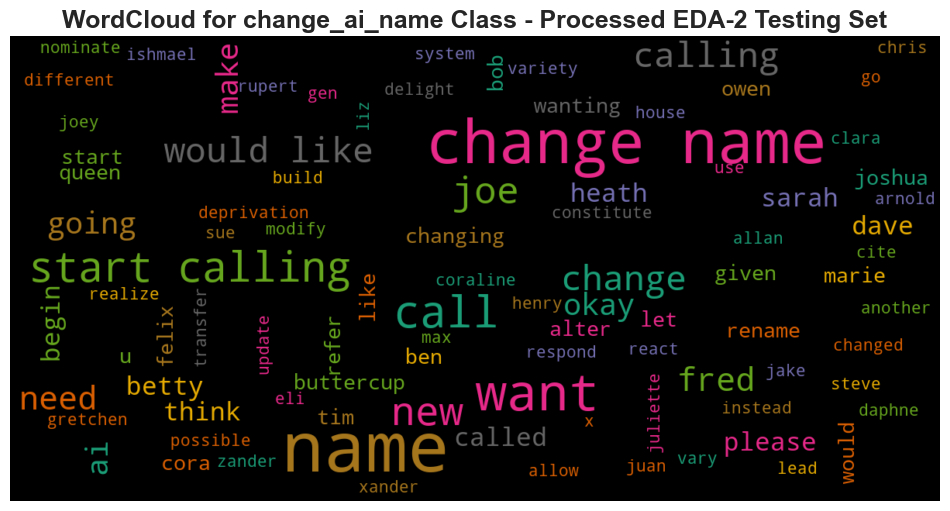 WordCloud for change_ai_name Class - Processed EDA-2 Testing Set
nominate
ishmael
make
system
bob
calling
chris
different
rupert
gen
delight
variety
owen
go
joey
liz
wanting
house
start
would like
change name
clara
queen
build
use
joe
heath
sarah
joshua
going
deprivation
constitute
arnold
sue
modify
changing
allan
dave
cite
start calling
coraline
change
given
marie
begin
realize
transfer
like
call
henry
okay
another
felix
update
refer
max
alter
let
rename
u
ben
respond
react
changed
need
betty
buttercup
want
fred
jake
steve
gretchen
think
eli
tim
new
x
juliette
instead
daphne
ai
possible
name
called
please
would
cora
zander
allow
juan
vary
lead
xander